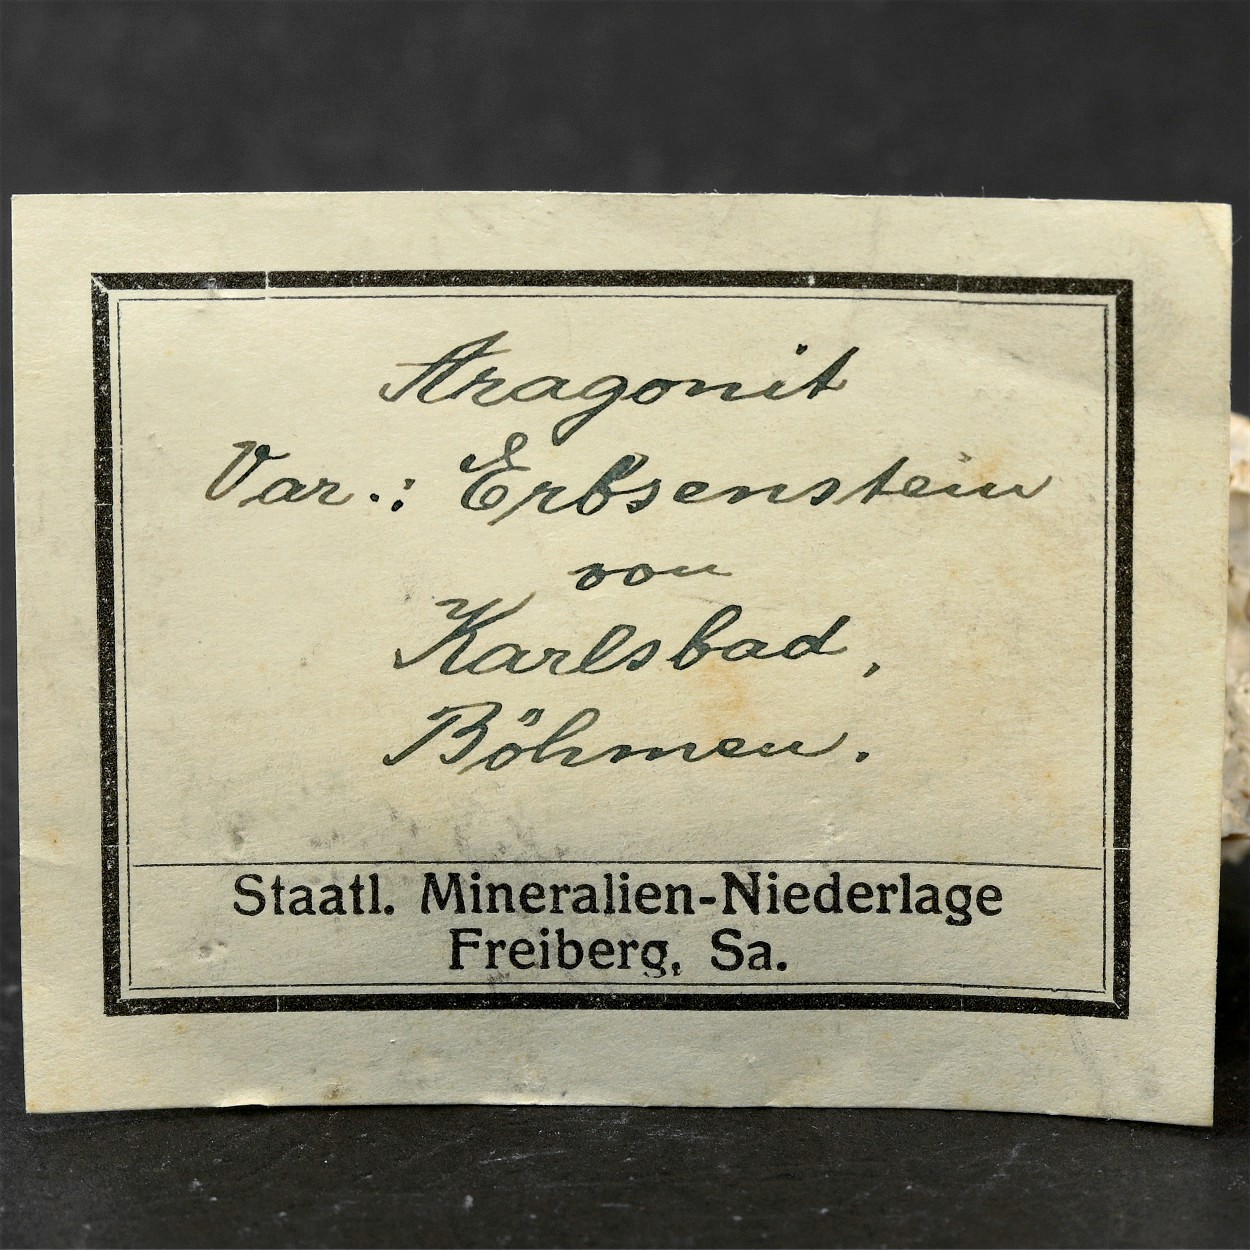 Aragonit
Var.: Erbsenstein
von
Karlsbad,
Böhmen.
Staatl. Mineralien-Niederlage
Freiberg, Sa.